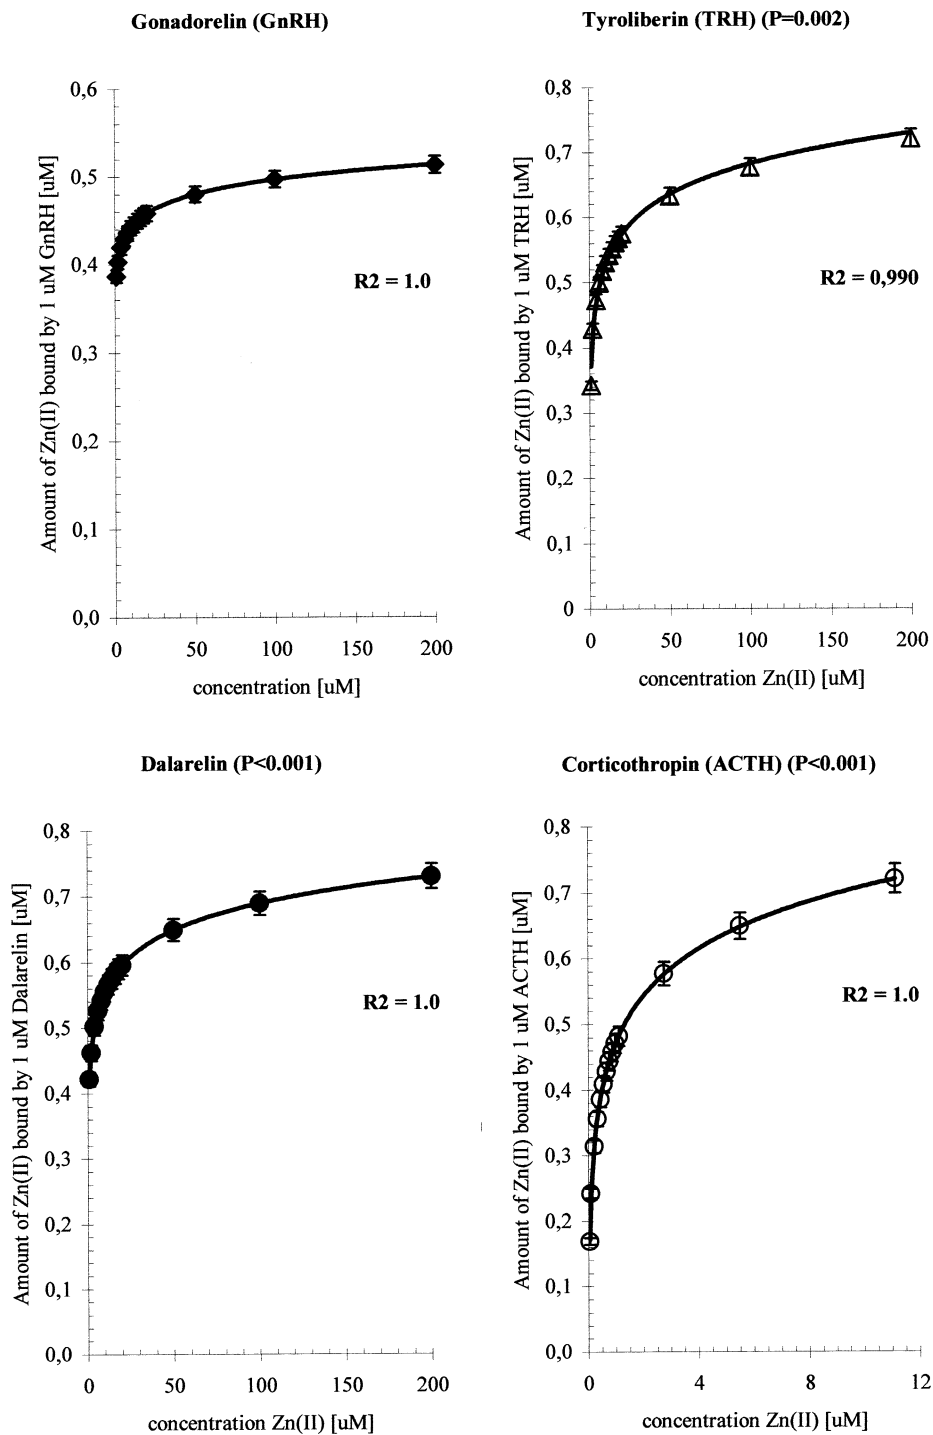 Gonadorelin (GnRH)
Amount of Zn(II) bound by 1 uM GnRH [uM]
0,6
0,5
0,4
0,3
0,2
0,1
0,0
R2 = 1.0
0 50 100 150 200
concentration [uM]
Tyroliberin (TRH) (P=0.002)
Amount of Zn(II) bound by 1 uM TRH [uM]
0,8
0,7
0,6
0,5
0,4
0,3
0,2
0,1
0
R2 = 0,990
0 50 100 150 200
concentration Zn(II) [uM]
Dalarelin (P<0.001)
Amount of Zn(II) bound by 1 uM Dalarelin [uM]
0,8
0,7
0,6
0,5
0,4
0,3
0,2
0,1
0,0
R2 = 1.0
0 50 100 150 200
concentration Zn(II) [uM]
Corticothropin (ACTH) (P<0.001)
Amount of Zn(II) bound by 1 uM ACTH [uM]
0,8
0,7
0,6
0,5
0,4
0,3
0,2
0,1
0,0
R2 = 1.0
0 4 8 12
concentration Zn(II) [uM]